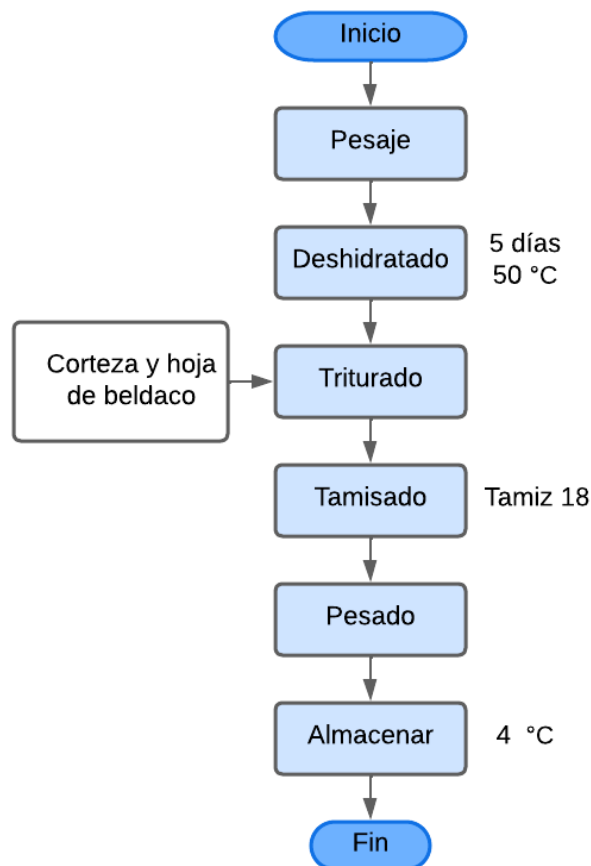 Inicio
Pesaje
Deshidratado
5 días
50 °C
Corteza y hoja
de beldaco
Triturado
Tamisado
Tamiz 18
Pesado
Almacenar
4 °C
Fin